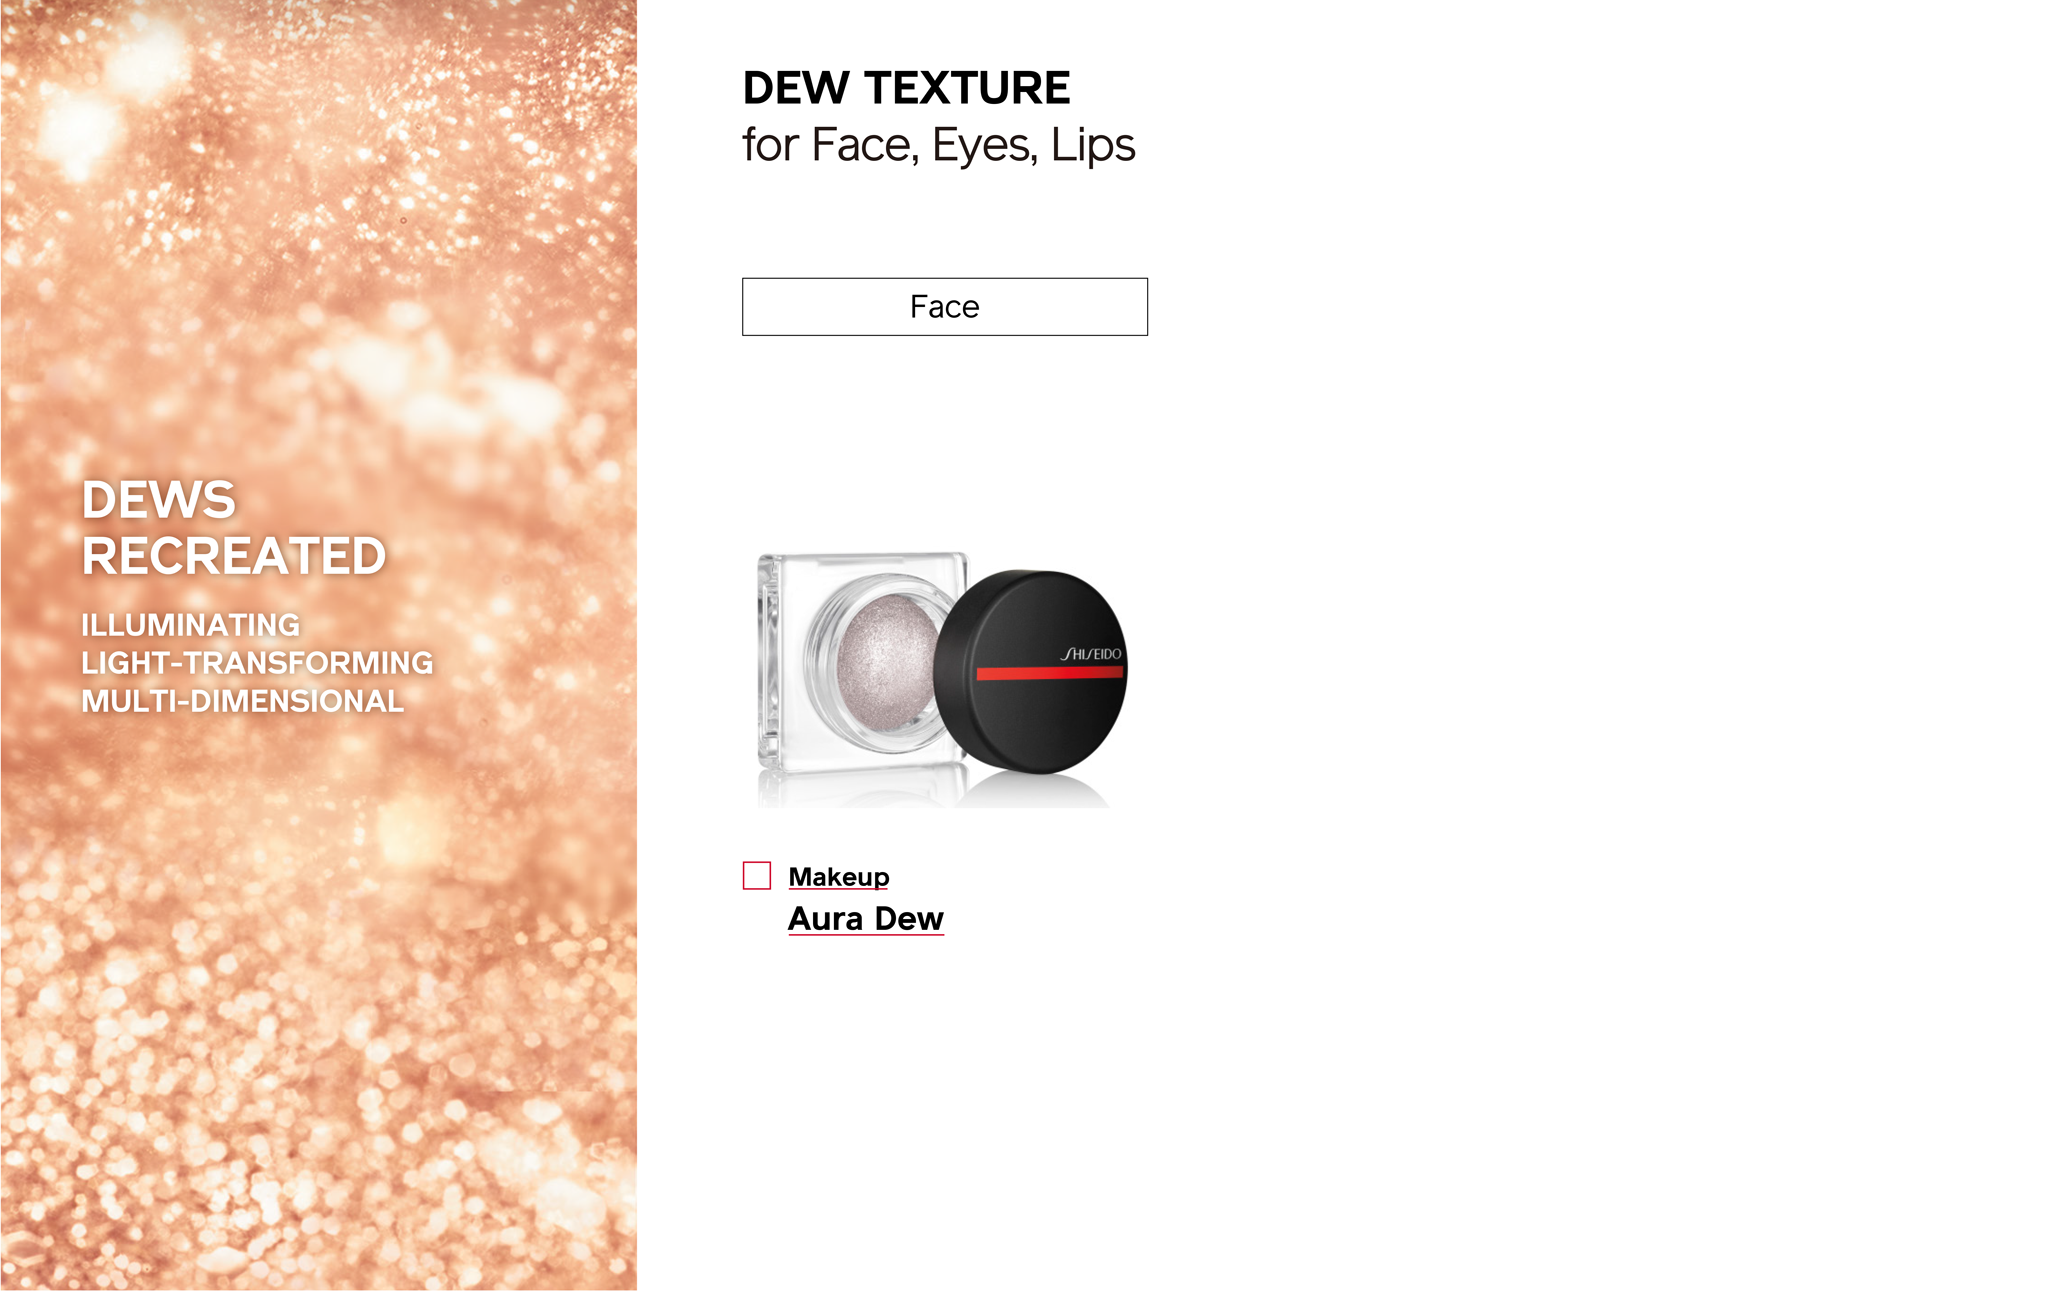 DEWS
RECREATED
ILLUMINATING
LIGHT-TRANSFORMING
MULTI-DIMENSIONAL
DEW TEXTURE
for Face, Eyes, Lips
Face
SHISEIDO
Makeup
Aura Dew